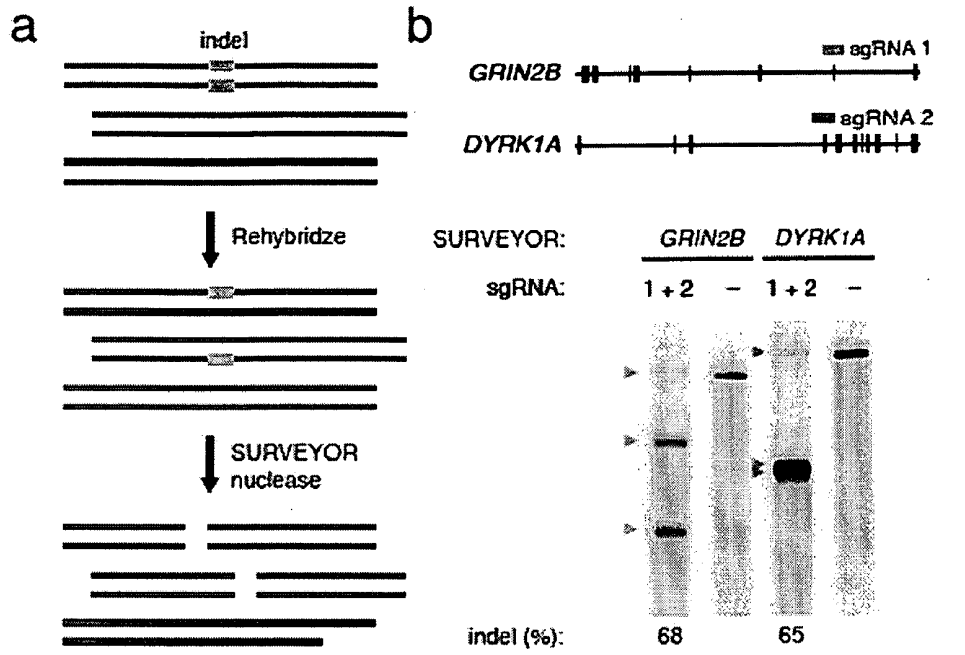 a
indel
Rehybridze
SURVEYOR
nuclease
b
sgRNA 1
GRIN2B
sgRNA 2
DYRK1A
SURVEYOR: GRIN2B DYRK1A
sgRNA: 1 + 2 – 1 + 2 –
indel (%): 68 65